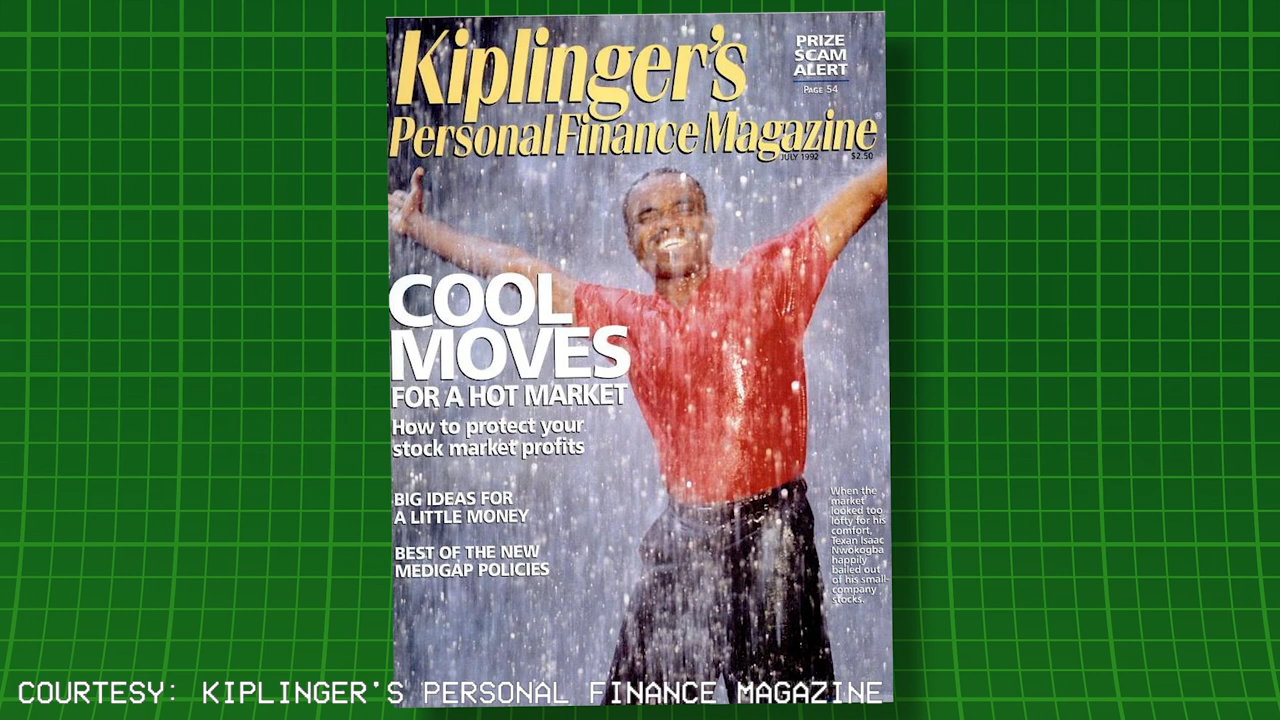 Kiplinger's
Personal Finance Magazine
PRIZE
SCAM
ALERT
PAGE 54
JULY 1992 $2.50
COOL
MOVES
FOR A HOT MARKET
How to protect your
stock market profits
BIG IDEAS FOR
A LITTLE MONEY
BEST OF THE NEW
MEDIGAP POLICIES
When the
market
looked too
lofty for his
comfort,
Texan Isaac
Nwokogba
happily
bailed out
of his small-
company
stocks.
COURTESY: KIPLINGER'S PERSONAL FINANCE MAGAZINE